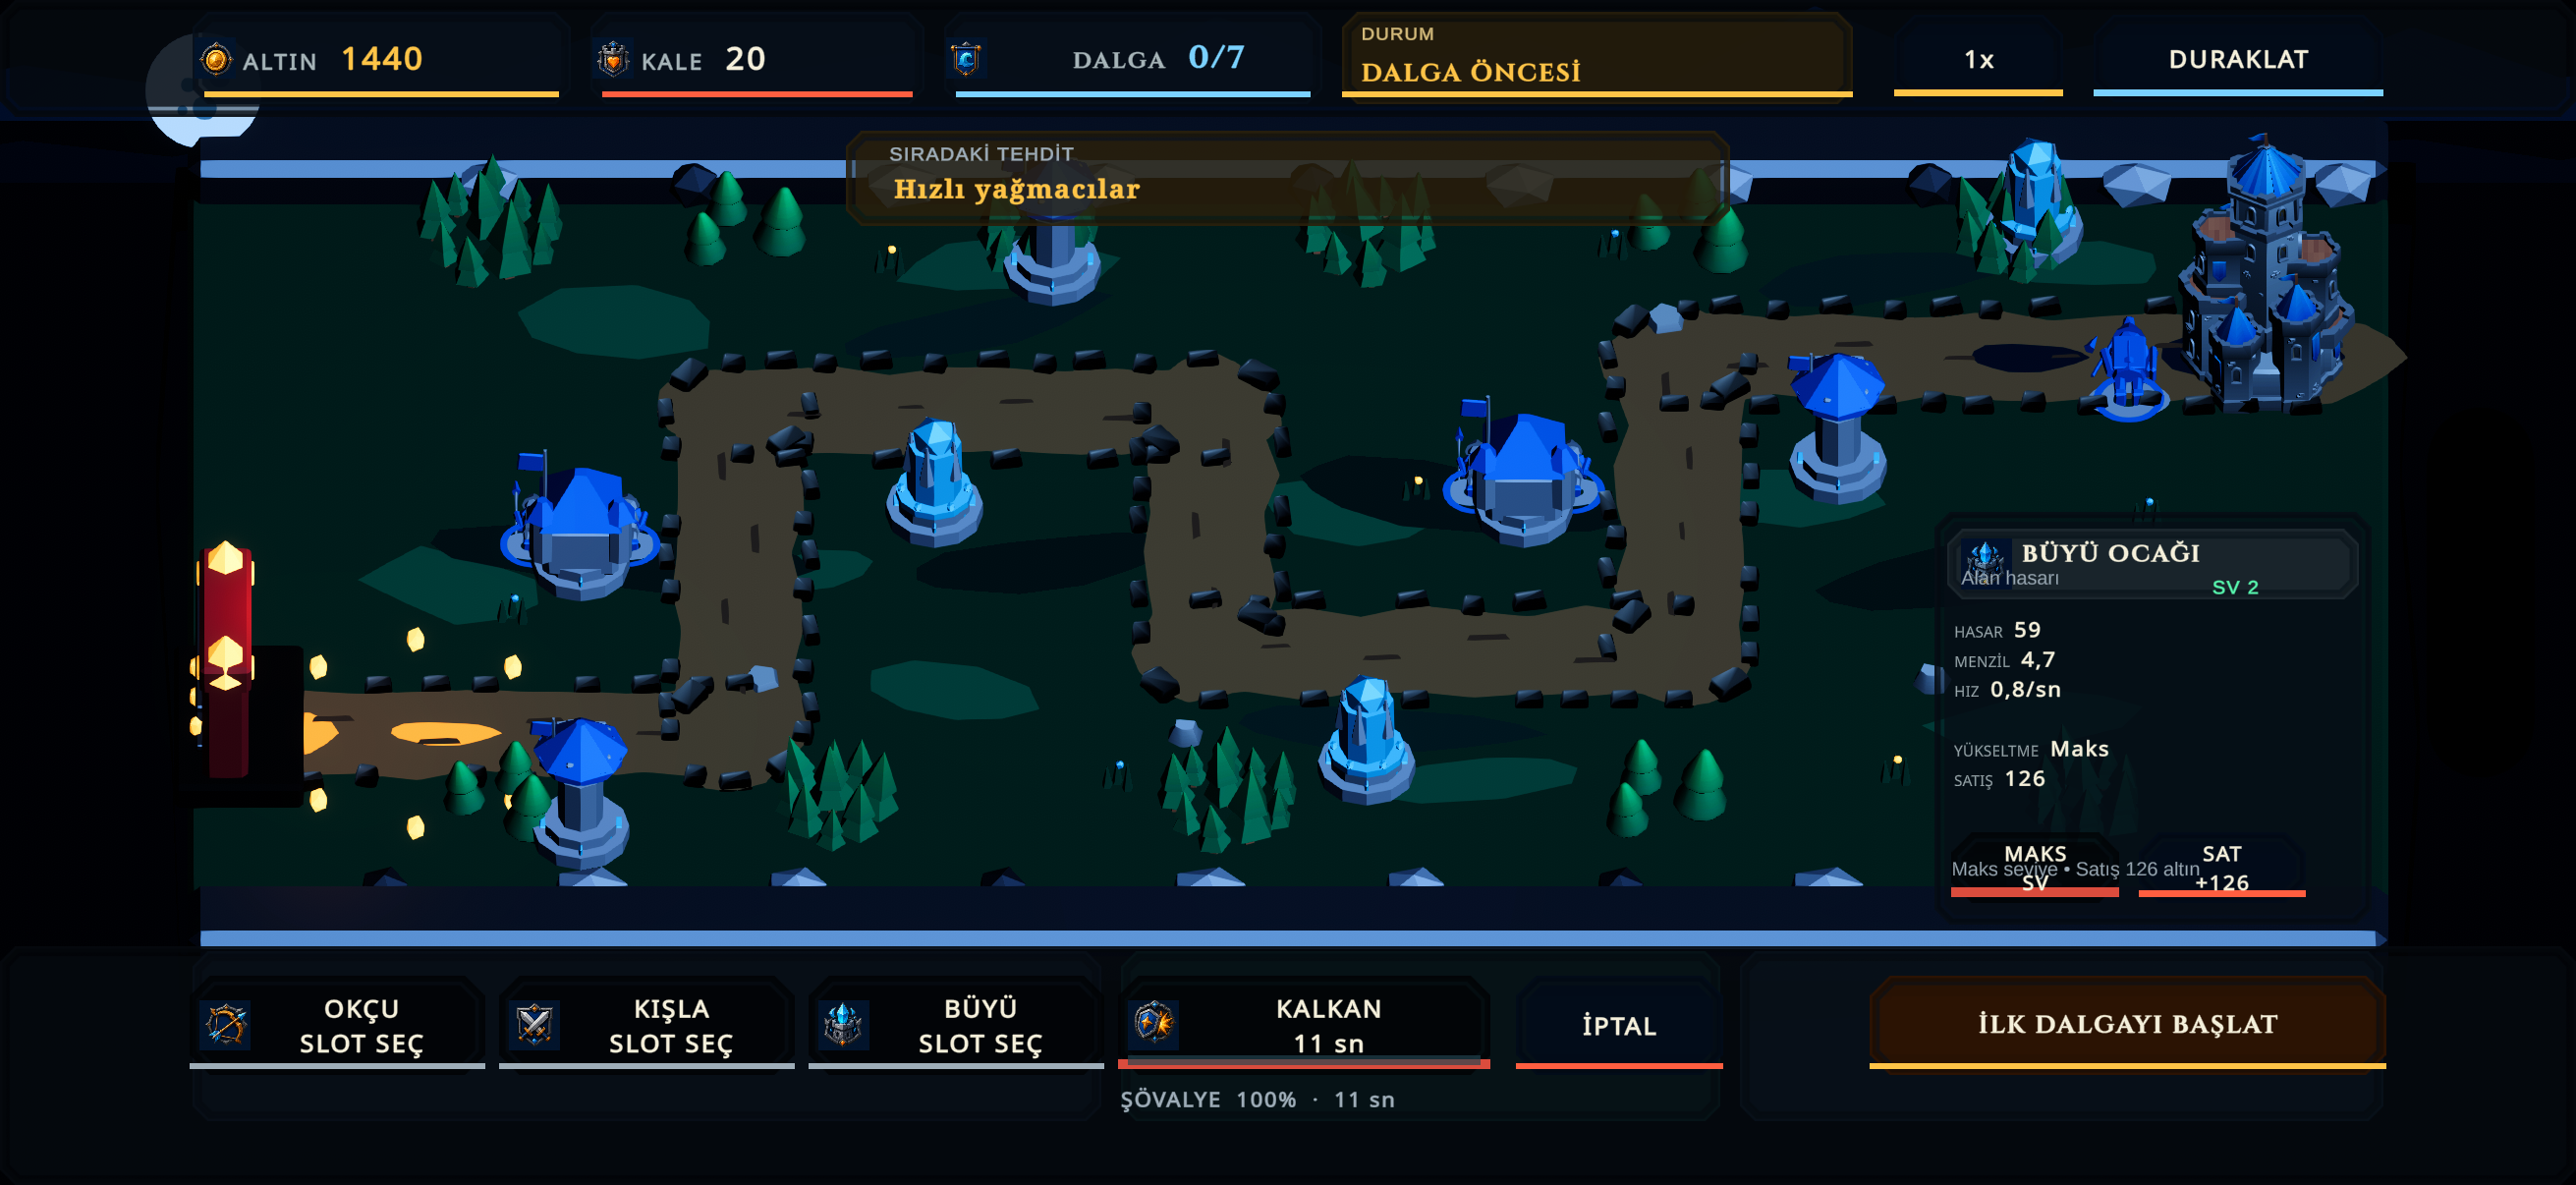 ALTIN 1440
KALE 20
DALGA 0/7
DURUM
DALGA ÖNCESİ
1x
DURAKLAT
SIRADAKİ TEHDİT
Hızlı yağmacılar
BÜYÜ OCAĞI
Alan hasarı
SV 2
HASAR 59
MENZİL 4,7
HIZ 0,8/sn
YÜKSELTME Maks
SATIŞ 126
MAKS
SV
SAT
+126
Maks seviye • Satış 126 altın
OKÇU
SLOT SEÇ
KIŞLA
SLOT SEÇ
BÜYÜ
SLOT SEÇ
KALKAN
11 sn
İPTAL
İLK DALGAYI BAŞLAT
ŞÖVALYE 100% · 11 sn